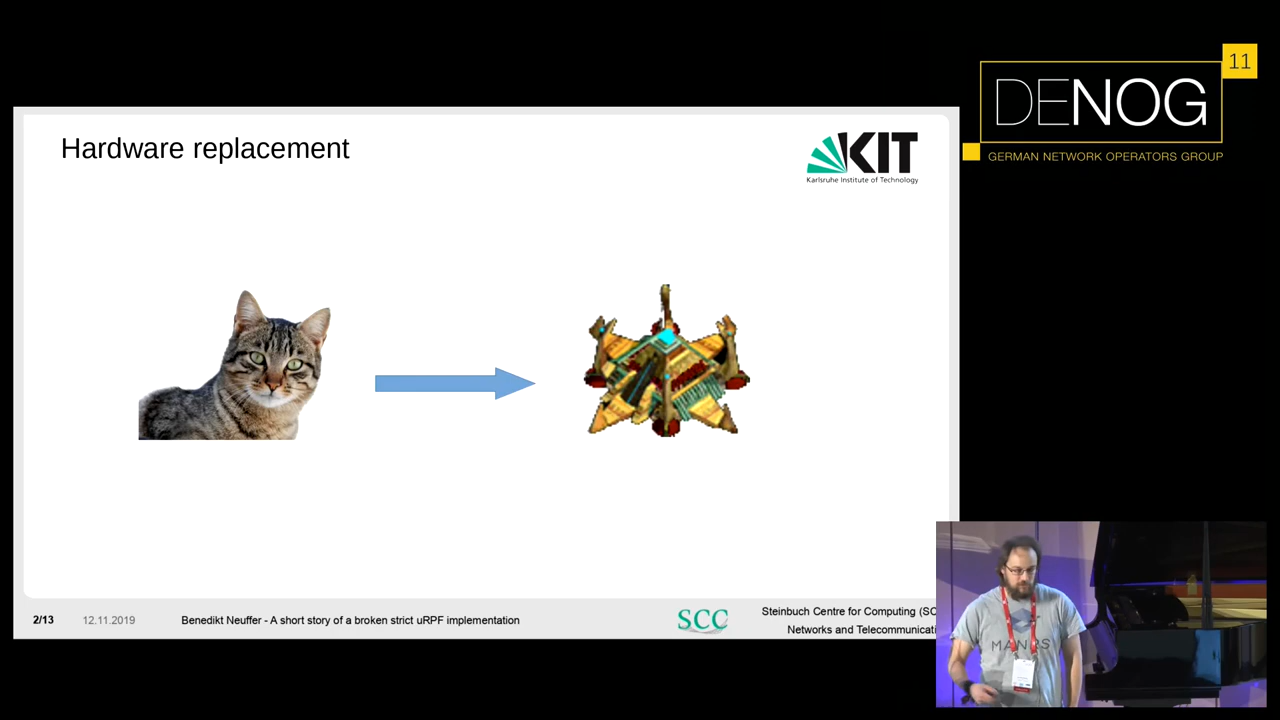 Hardware replacement
KIT
Karlsruhe Institute of Technology
11
DENOG
GERMAN NETWORK OPERATORS GROUP
2/13
12.11.2019
Benedikt Neuffer - A short story of a broken strict uRPF implementation
SCC
Steinbuch Centre for Computing (SC
Networks and Telecommunicati
MANRS